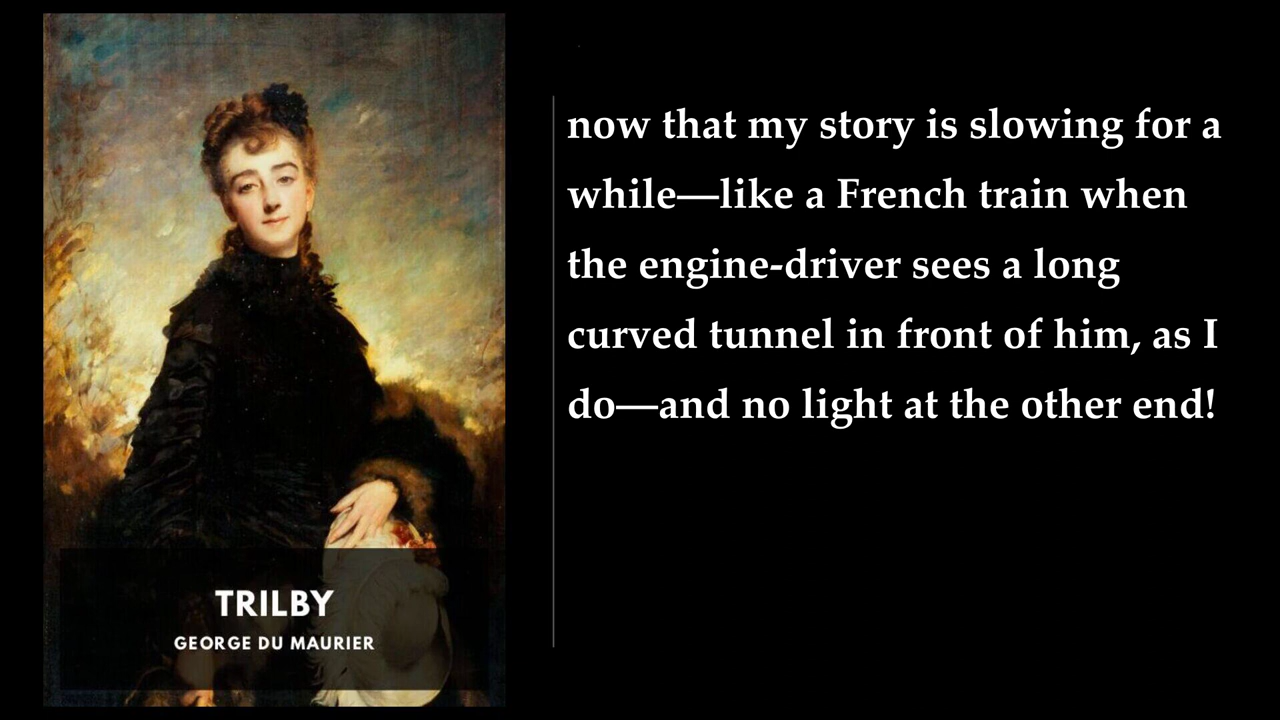 TRILBY
GEORGE DU MAURIER
now that my story is slowing for a
while—like a French train when
the engine-driver sees a long
curved tunnel in front of him, as I
do—and no light at the other end!